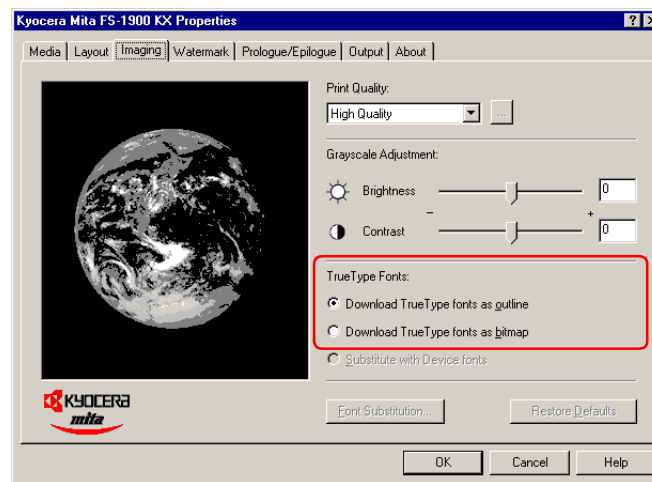 Kyocera Mita FS-1900 KX Properties
Media Layout Imaging Watermark Prologue/Epilogue Output About
Print Quality:
High Quality ...
Grayscale Adjustment:
Brightness 0
- +
Contrast 0
TrueType Fonts:
Download TrueType fonts as outline
Download TrueType fonts as bitmap
Substitute with Device fonts
KYOCERA
mita
Font Substitution... Restore Defaults
OK Cancel Help